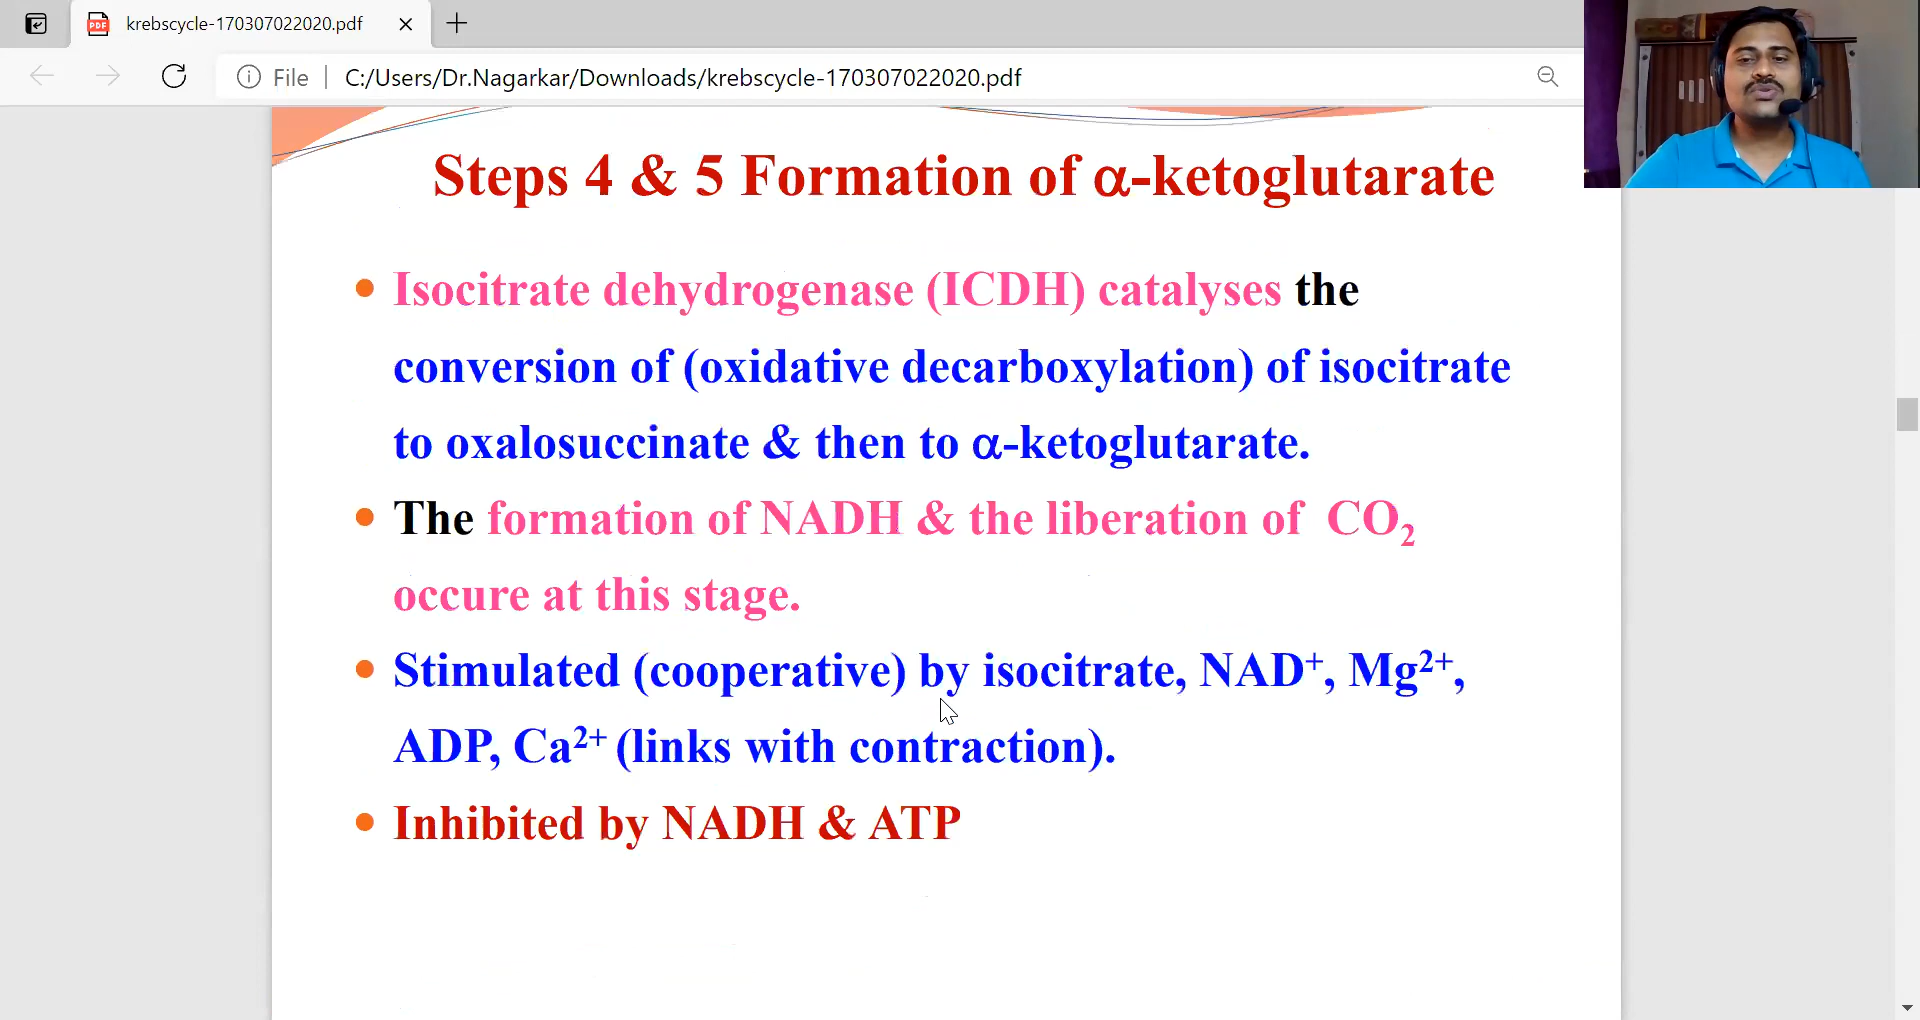 krebscycle-170307022020.pdf
File C:/Users/Dr.Nagarkar/Downloads/krebscycle-170307022020.pdf
Steps 4 & 5 Formation of α-ketoglutarate
• Isocitrate dehydrogenase (ICDH) catalyses the
conversion of (oxidative decarboxylation) of isocitrate
to oxalosuccinate & then to α-ketoglutarate.
• The formation of NADH & the liberation of CO₂
occure at this stage.
• Stimulated (cooperative) by isocitrate, NAD⁺, Mg²⁺,
ADP, Ca²⁺ (links with contraction).
• Inhibited by NADH & ATP